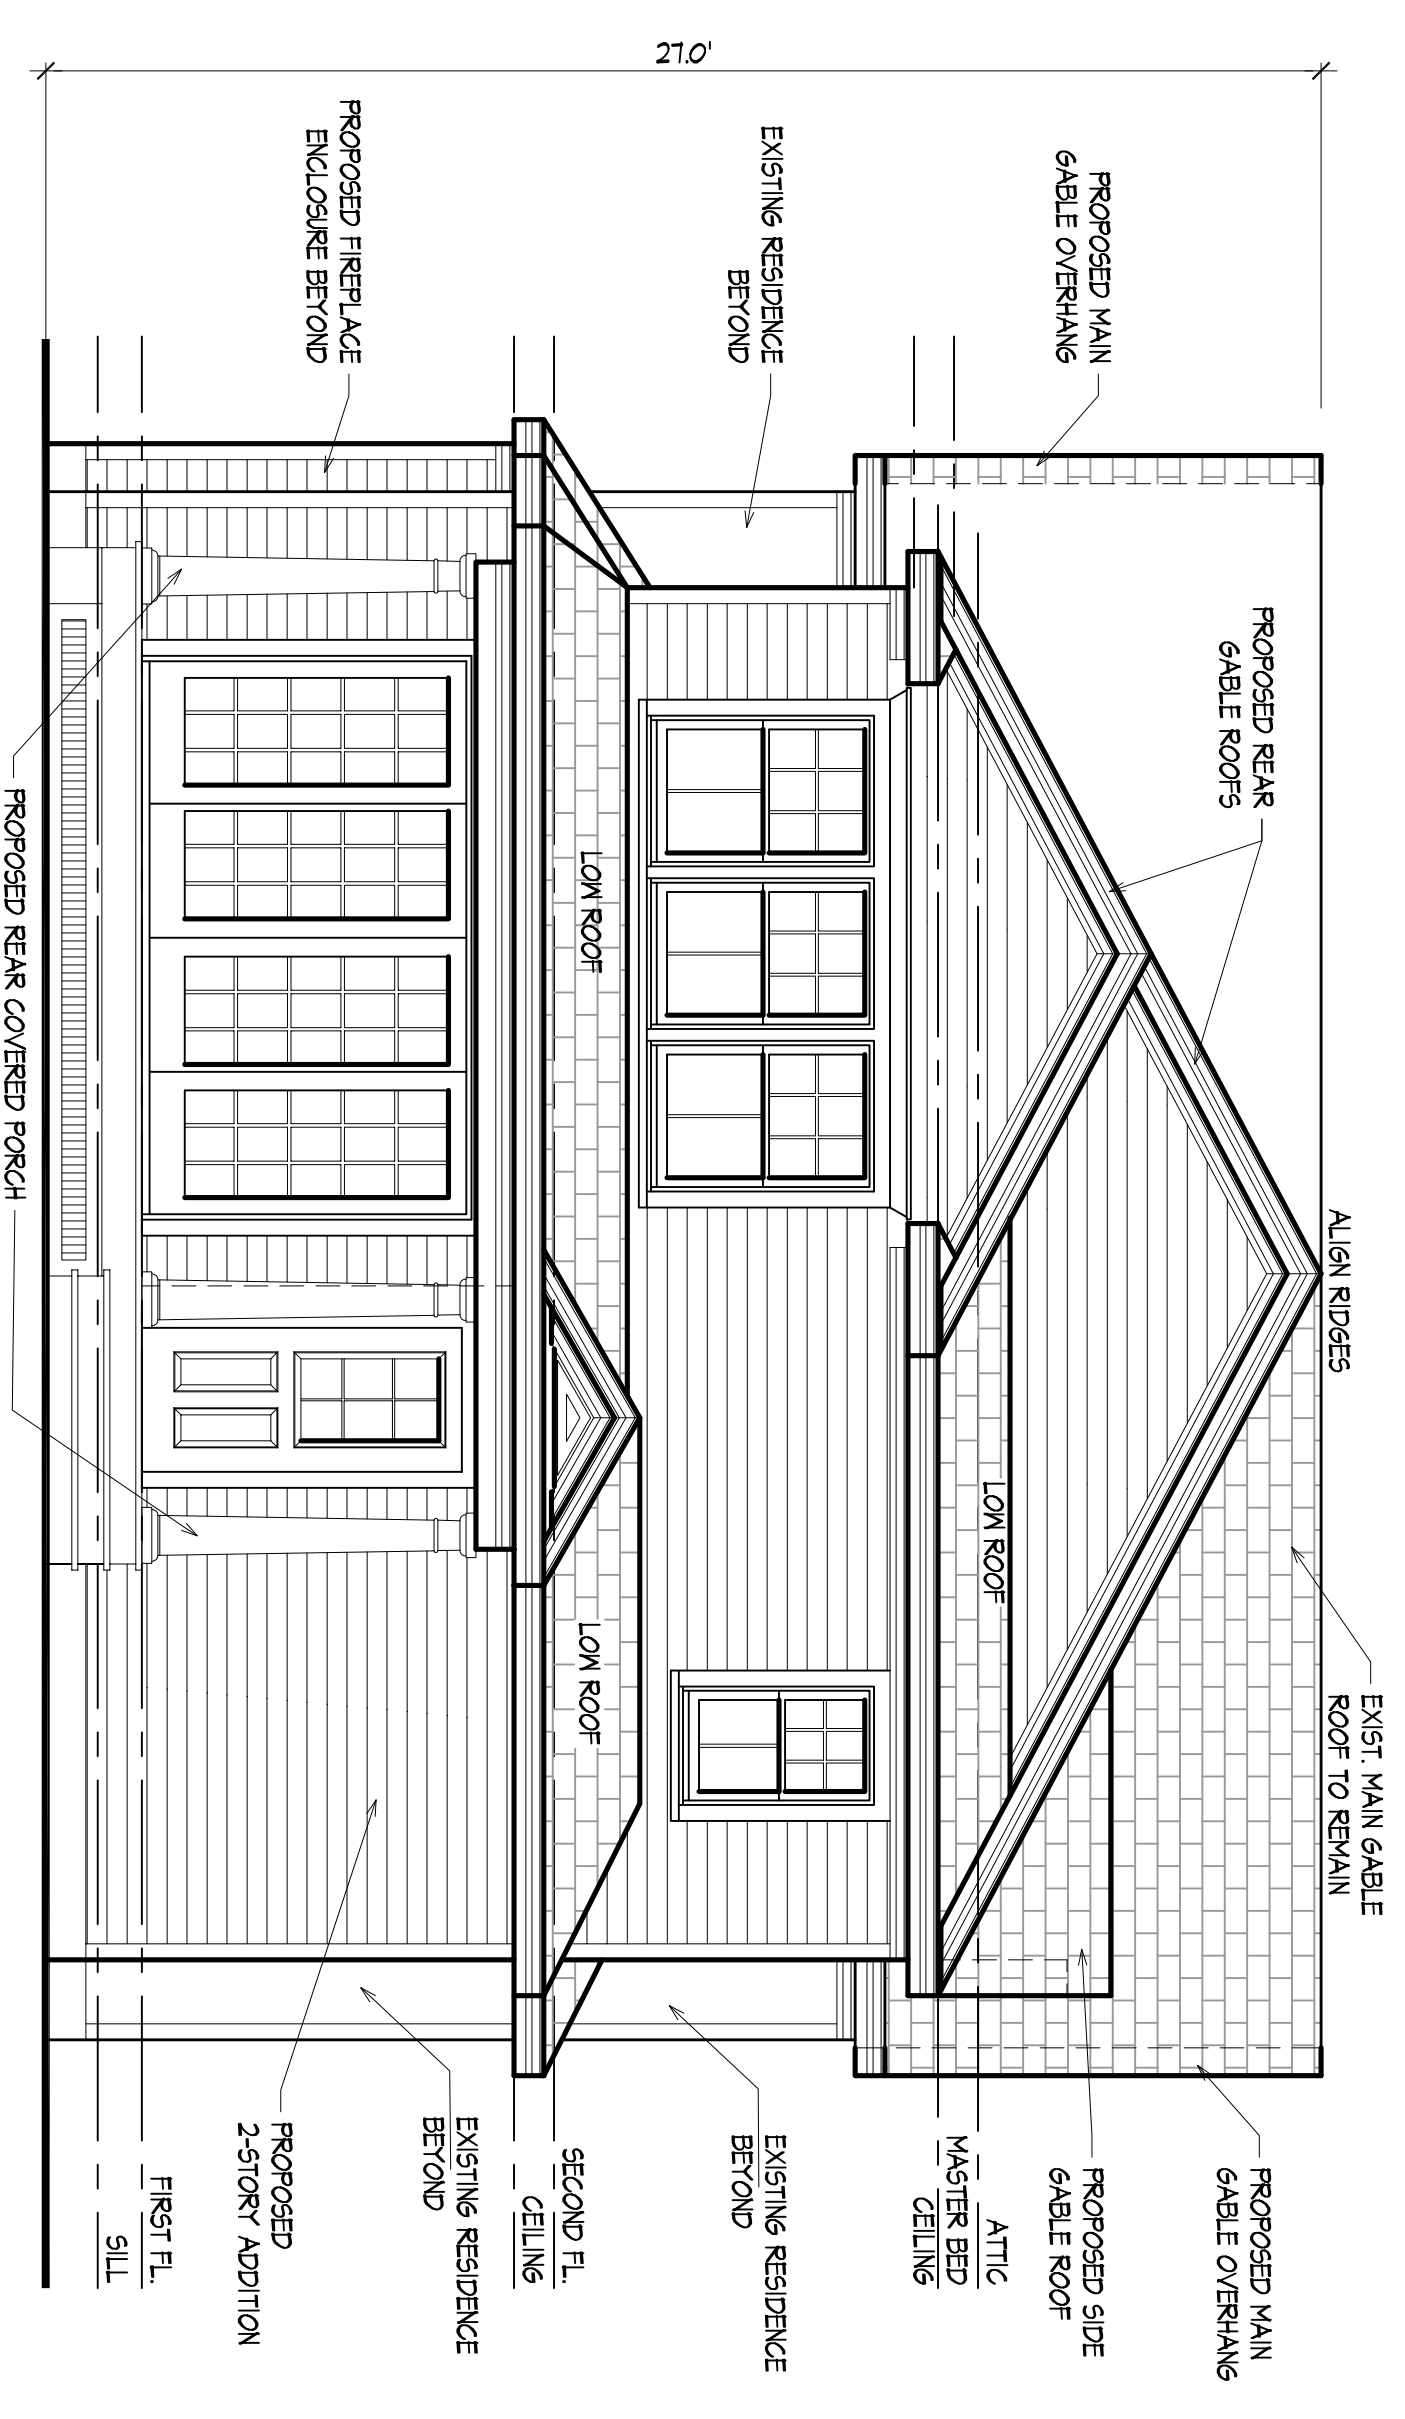 27.0'
ALIGN RIDGES
EXIST. MAIN GABLE
ROOF TO REMAIN
PROPOSED REAR
GABLE ROOFS
PROPOSED MAIN
GABLE OVERHANG
EXISTING RESIDENCE
BEYOND
PROPOSED FIREPLACE
ENCLOSURE BEYOND
LOW ROOF
LOW ROOF
LOW ROOF
PROPOSED MAIN
GABLE OVERHANG
PROPOSED SIDE
GABLE ROOF
ATTIC
MASTER BED
CEILING
EXISTING RESIDENCE
BEYOND
SECOND FL.
CEILING
EXISTING RESIDENCE
BEYOND
PROPOSED
2-STORY ADDITION
FIRST FL.
SILL
PROPOSED REAR COVERED PORCH